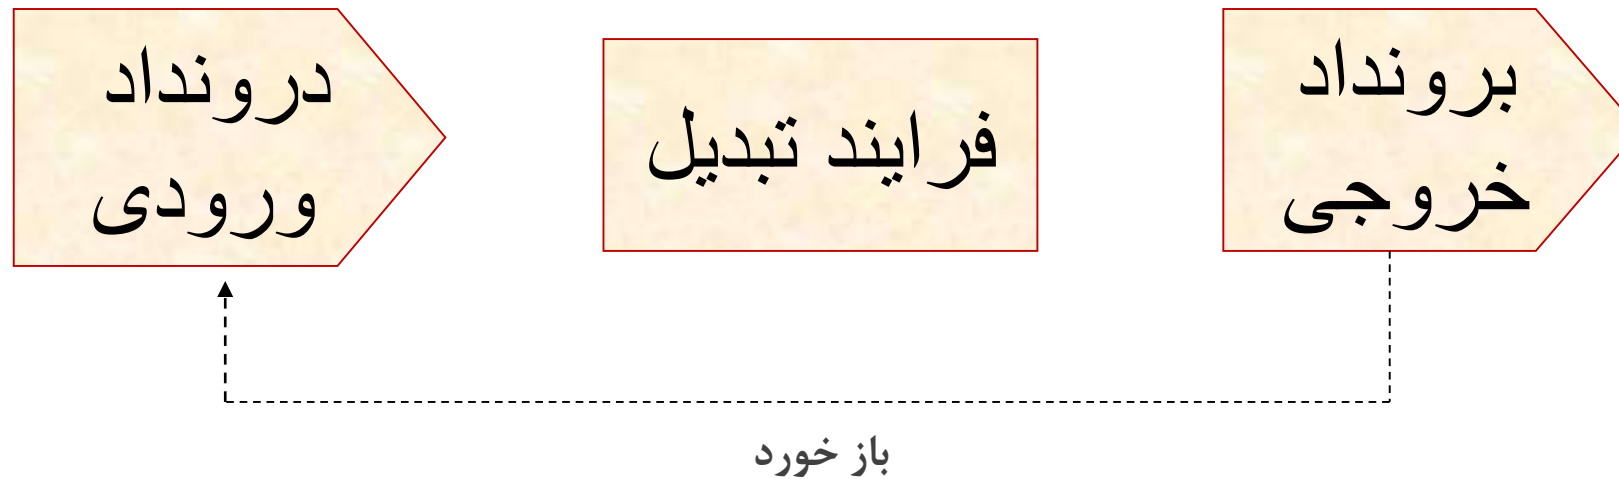 درونداد
ورودی
فرایند تبدیل
برونداد
خروجی
باز خورد